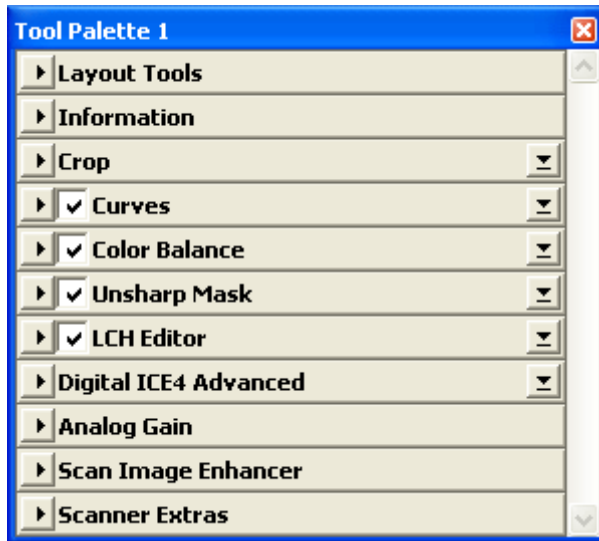 Tool Palette 1
Layout Tools
Information
Crop
Curves
Color Balance
Unsharp Mask
LCH Editor
Digital ICE4 Advanced
Analog Gain
Scan Image Enhancer
Scanner Extras